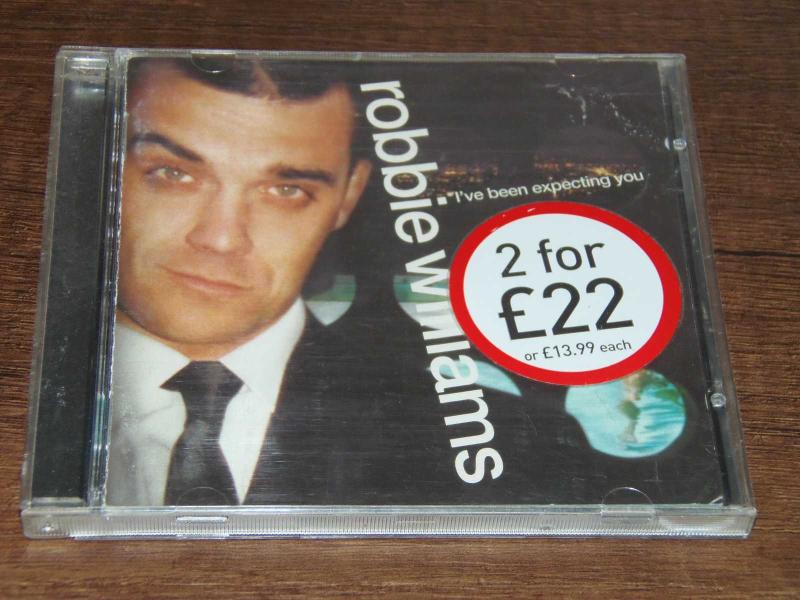 robbie williams
I've been expecting you
2 for
£22
or £13.99 each